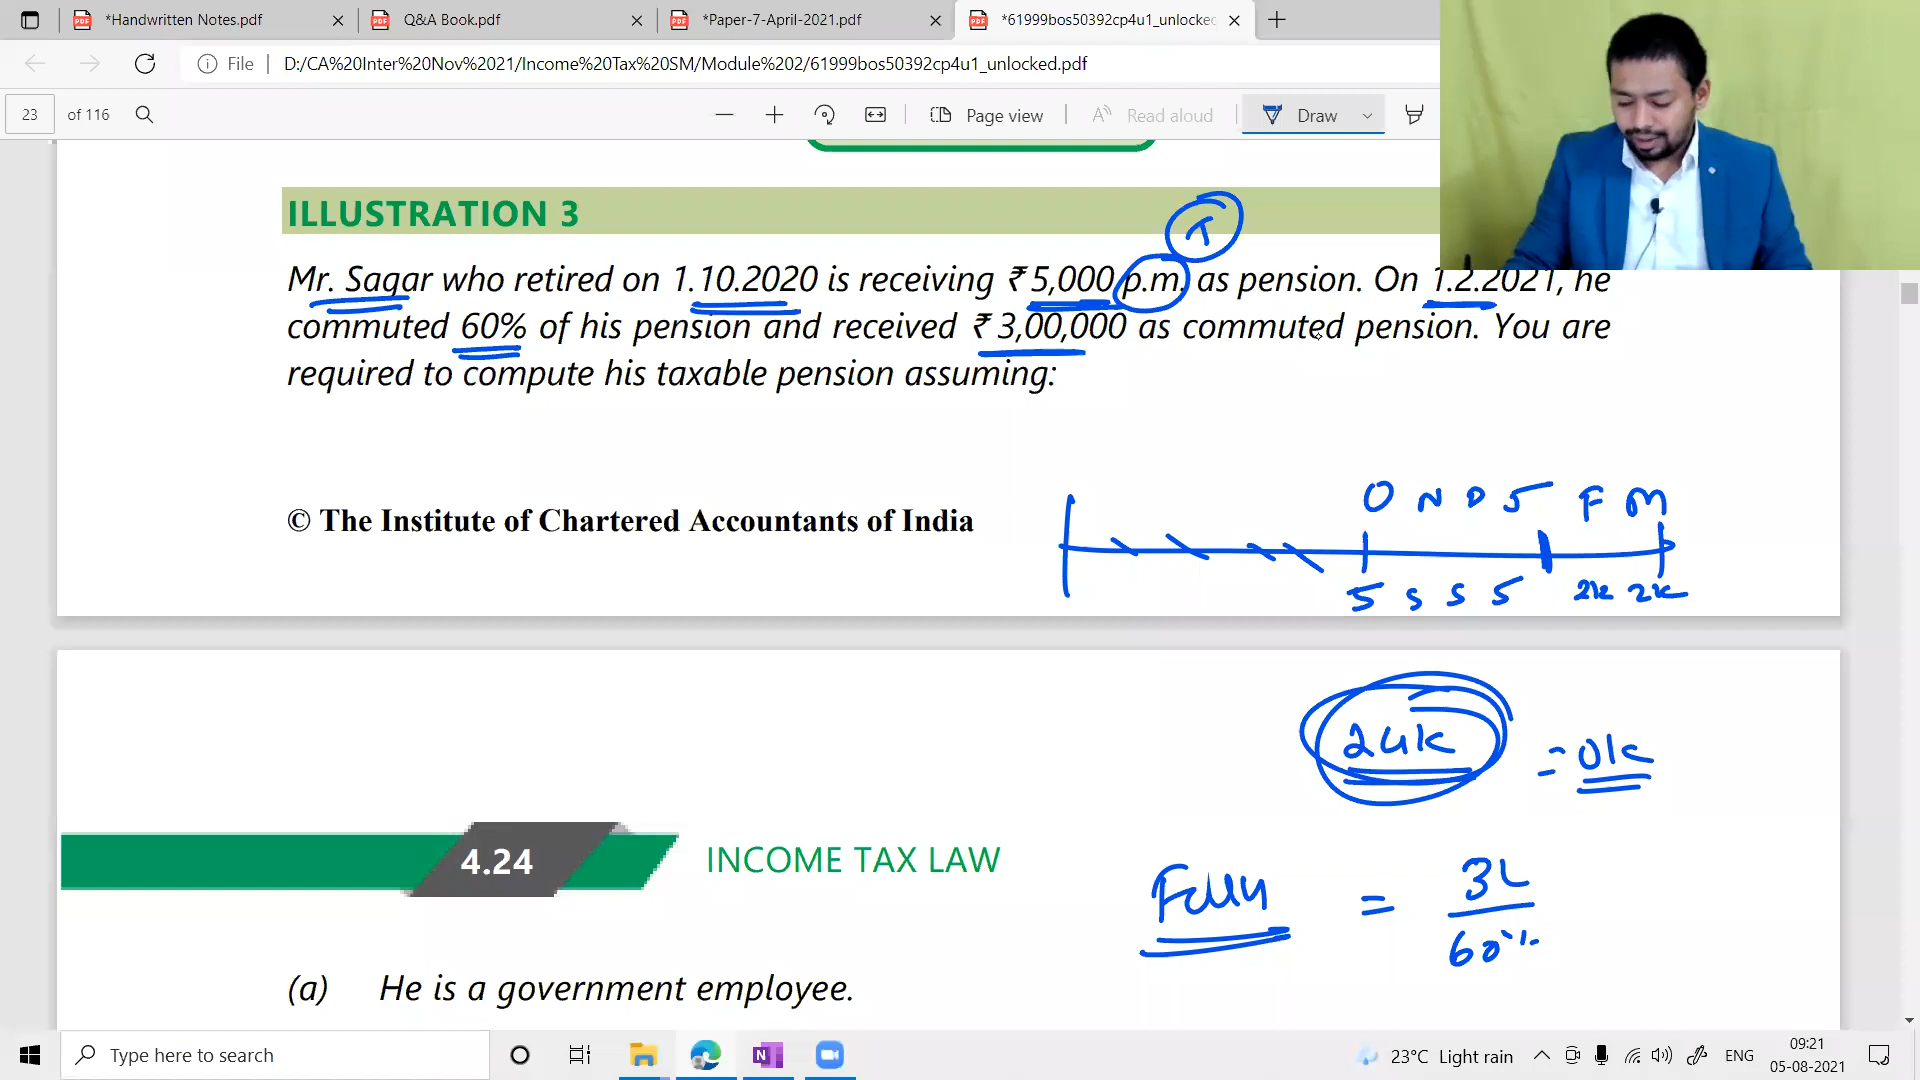 *Handwritten Notes.pdf
Q&A Book.pdf
*Paper-7-April-2021.pdf
*61999bos50392cp4u1_unlocked
File
D:/CA%20Inter%20Nov%2021/Income%20Tax%20SM/Module%202/61999bos50392cp4u1_unlocked.pdf
23 of 116
Page view
Read aloud
Draw
ILLUSTRATION 3
T
Mr. Sagar who retired on 1.10.2020 is receiving ₹ 5,000 p.m. as pension. On 1.2.2021, he
commuted 60% of his pension and received ₹ 3,00,000 as commuted pension. You are
required to compute his taxable pension assuming:
O N D J F M
© The Institute of Chartered Accountants of India
5 5 5 5 2k 2k
24k = 0k
4.24 INCOME TAX LAW
Fully = 3L
60%
(a) He is a government employee.
Type here to search
23°C Light rain
ENG
09:21
05-08-2021